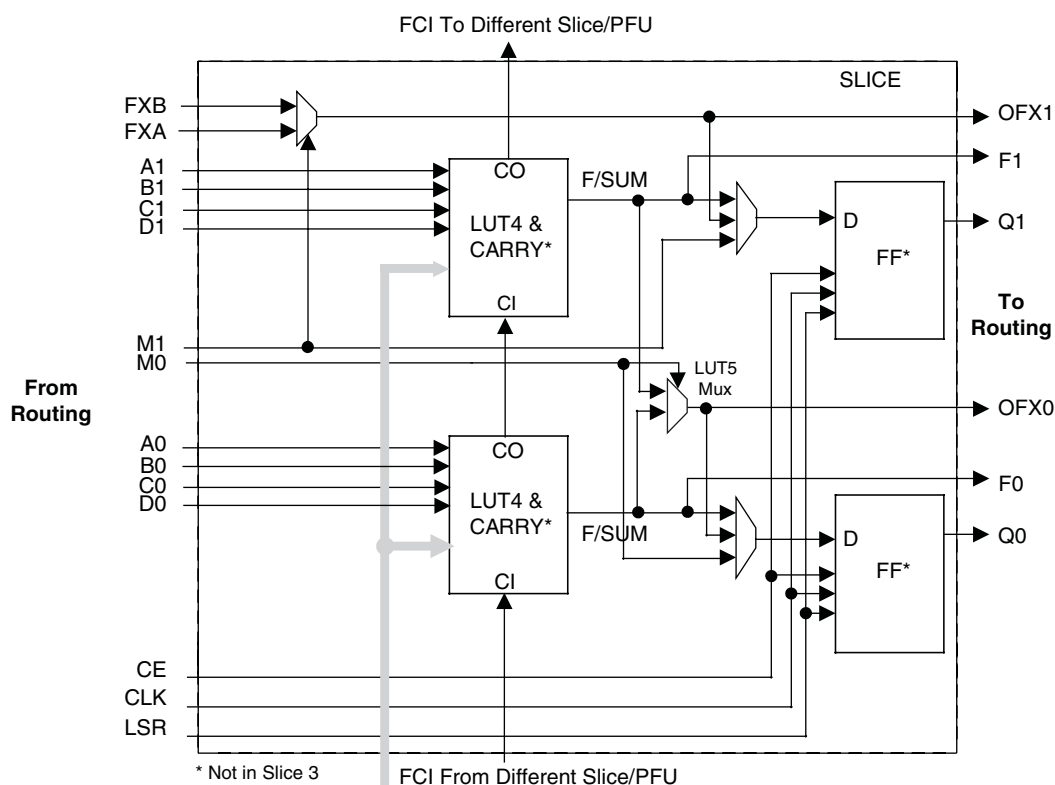 FCI To Different Slice/PFU
SLICE
FXB
FXA
OFX1
F1
A1
B1
C1
D1
CO
F/SUM
LUT4 &
CARRY*
CI
D
FF*
Q1
To
Routing
M1
M0
From
Routing
LUT5
Mux
OFX0
A0
B0
C0
D0
CO
LUT4 &
CARRY*
F/SUM
CI
F0
D
FF*
Q0
CE
CLK
LSR
* Not in Slice 3
FCI From Different Slice/PFU